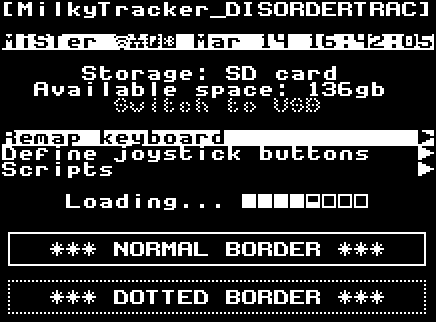 [MilkyTracker_DISORDERTRAC]
MiSTer Mar 14 16:42:05
Storage: SD card
Available space: 136gb
Switch to USB
Remap keyboard
Define joystick buttons
Scripts
Loading...
*** NORMAL BORDER ***
*** DOTTED BORDER ***